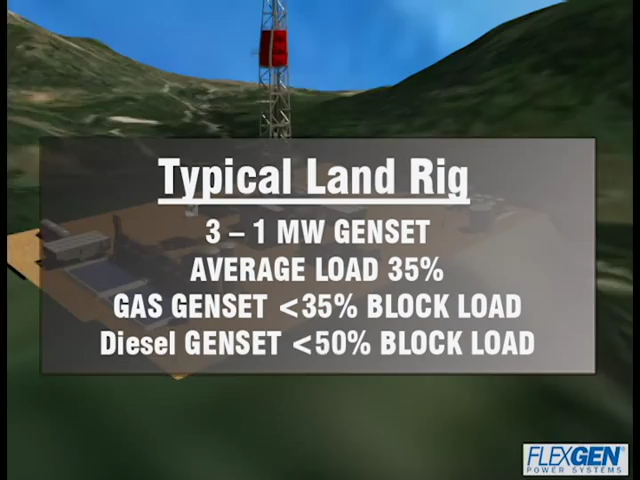 Typical Land Rig
3 – 1 MW GENSET
AVERAGE LOAD 35%
GAS GENSET <35% BLOCK LOAD
Diesel GENSET <50% BLOCK LOAD
FLEXGEN®
POWER SYSTEMS